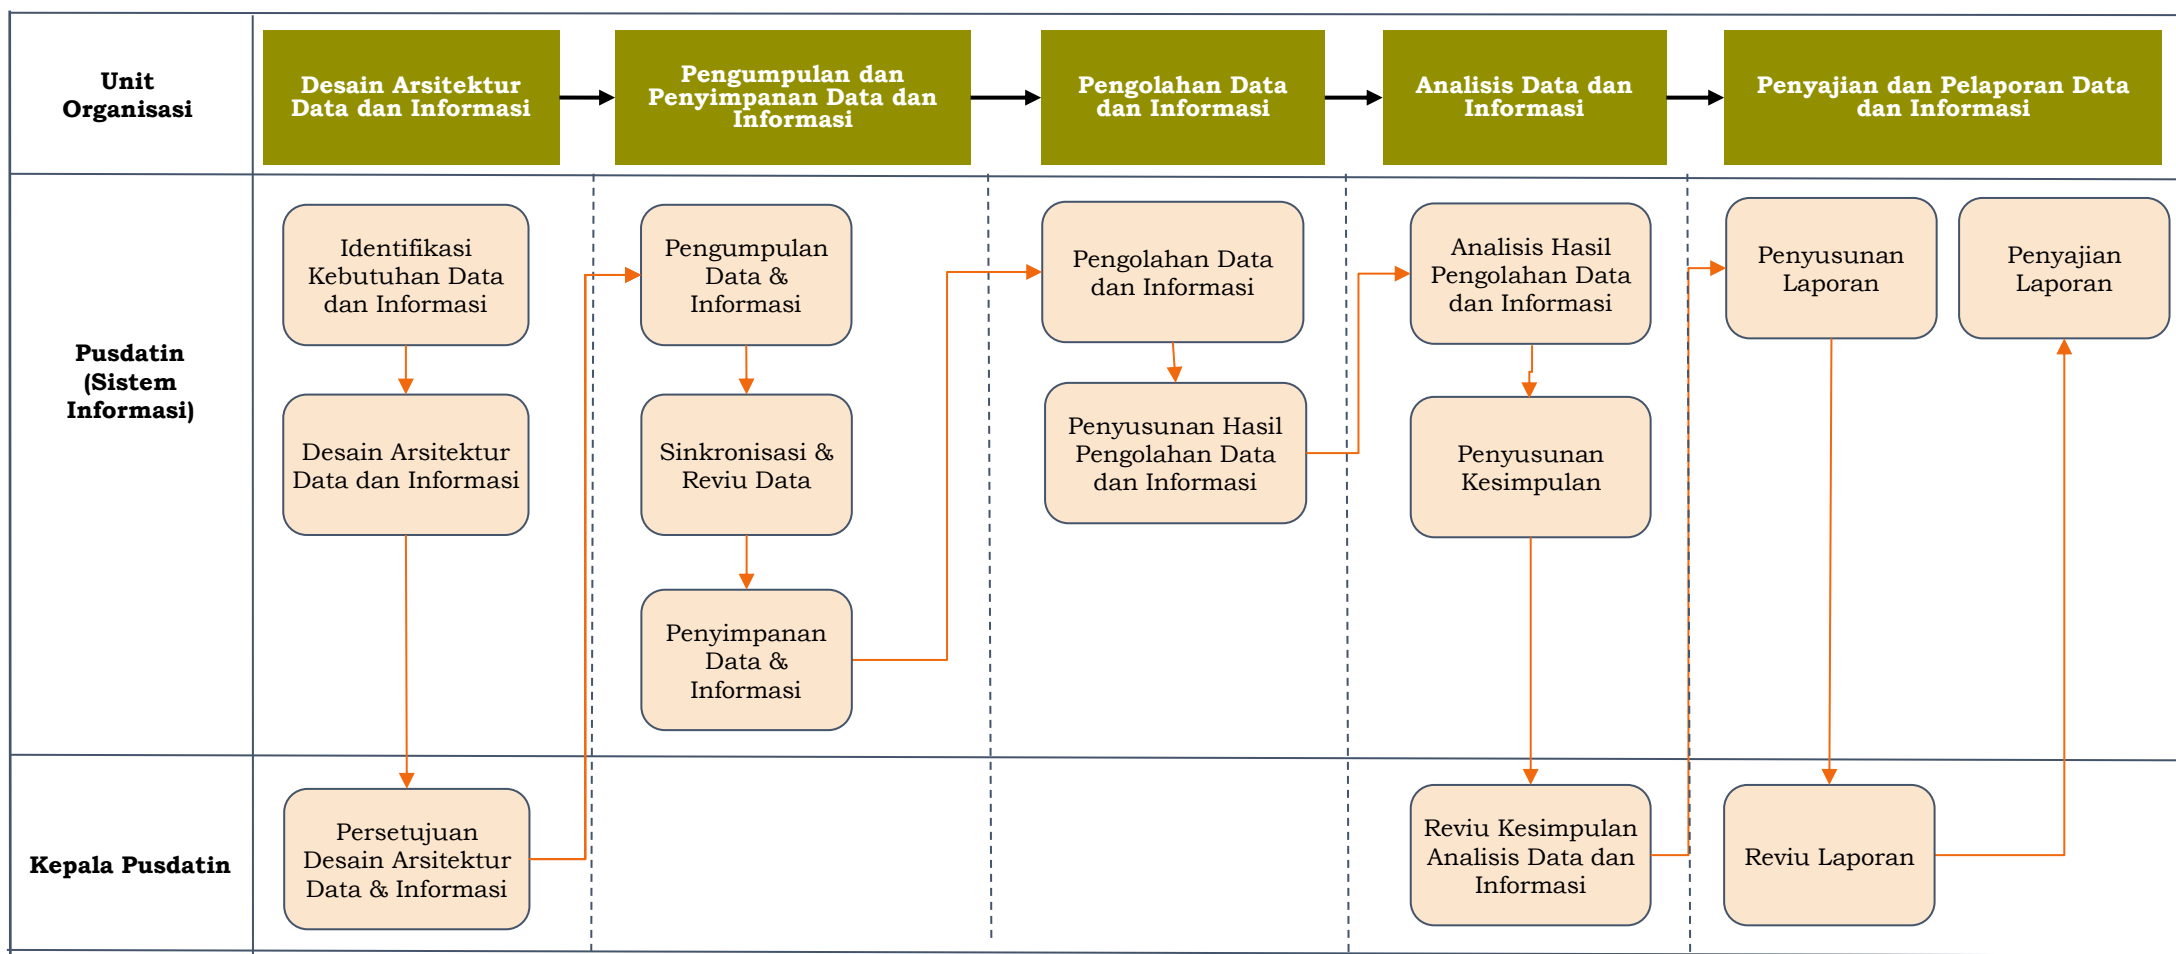 Unit
Organisasi
Desain Arsitektur
Data dan Informasi
Pengumpulan dan
Penyimpanan Data dan
Informasi
Pengolahan Data
dan Informasi
Analisis Data dan
Informasi
Penyajian dan Pelaporan Data
dan Informasi
Pusdatin
(Sistem
Informasi)
Identifikasi
Kebutuhan Data
dan Informasi
Desain Arsitektur
Data dan Informasi
Pengumpulan
Data &
Informasi
Sinkronisasi &
Reviu Data
Penyimpanan
Data &
Informasi
Pengolahan Data
dan Informasi
Penyusunan Hasil
Pengolahan Data
dan Informasi
Analisis Hasil
Pengolahan Data
dan Informasi
Penyusunan
Kesimpulan
Penyusunan
Laporan
Penyajian
Laporan
Kepala Pusdatin
Persetujuan
Desain Arsitektur
Data & Informasi
Reviu Kesimpulan
Analisis Data dan
Informasi
Reviu Laporan